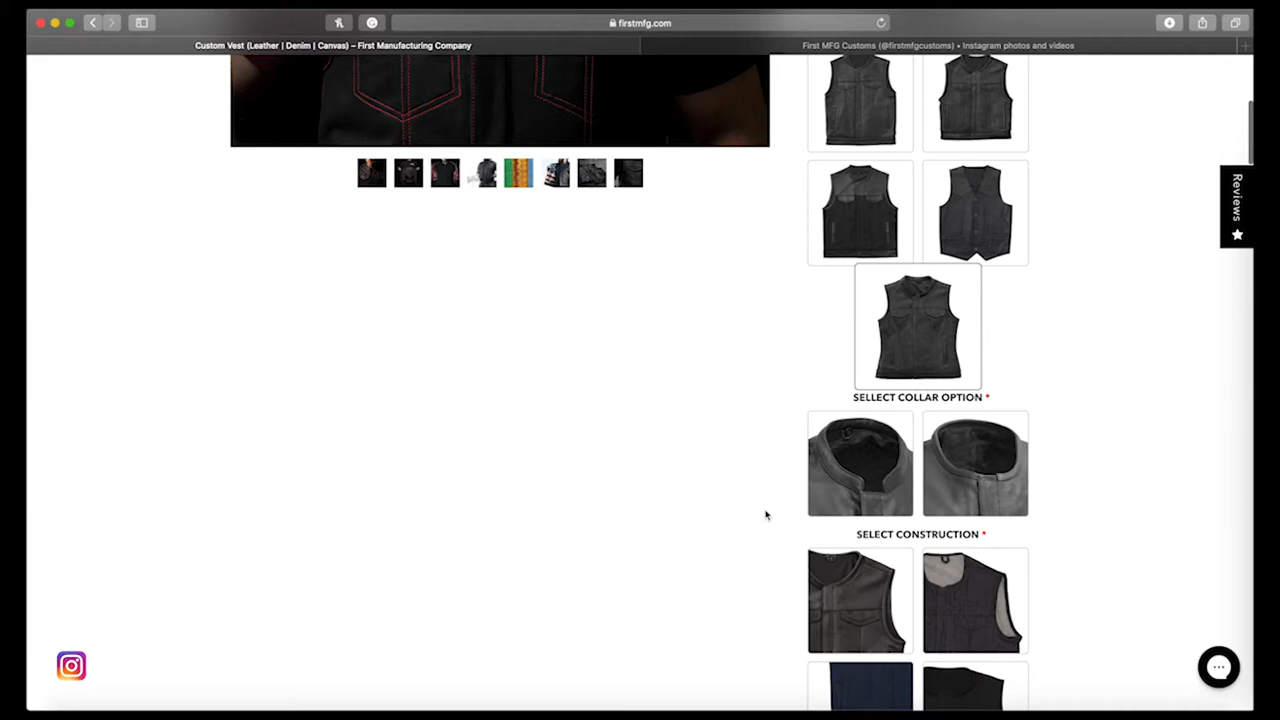 firstmfg.com
Custom Vest (Leather | Denim | Canvas) – First Manufacturing Company
First MFG Customs (@firstmfgcustoms) • Instagram photos and videos
Reviews
SELLECT COLLAR OPTION *
SELECT CONSTRUCTION *